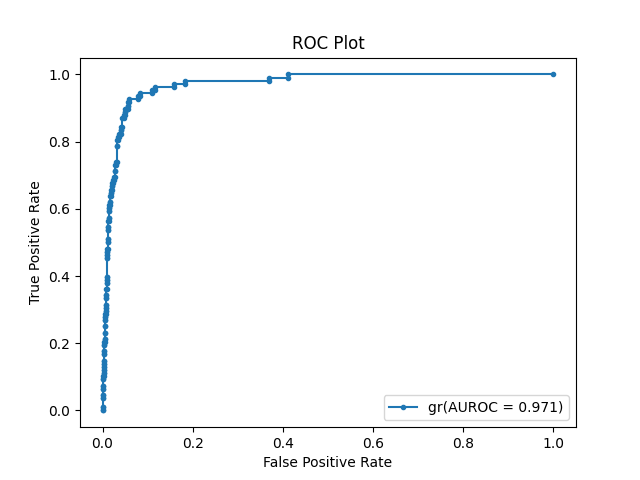 ROC Plot
True Positive Rate
1.0
0.8
0.6
0.4
0.2
0.0
0.0 0.2 0.4 0.6 0.8 1.0
False Positive Rate
gr(AUROC = 0.971)